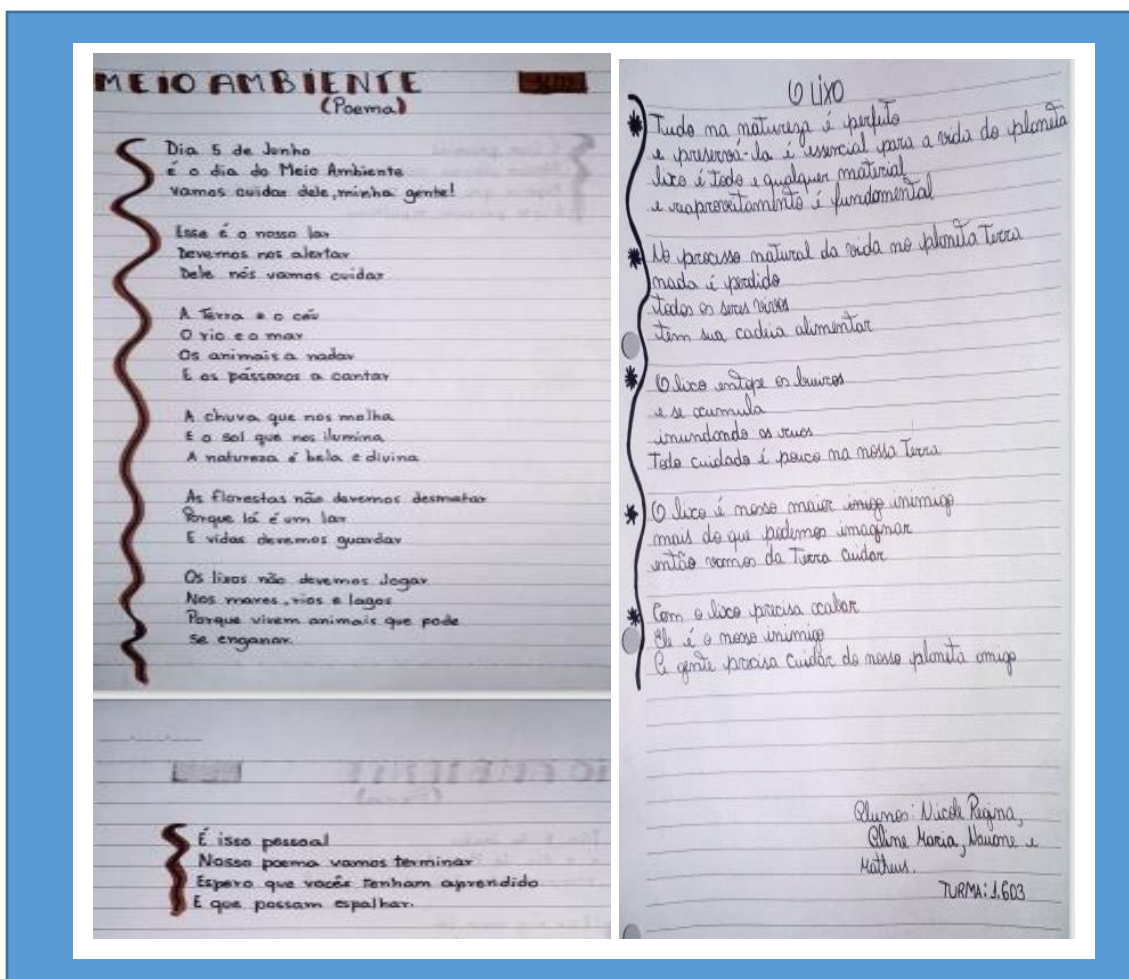 MEIO AMBIENTE
(Poema)
Dia 5 de Junho
é o dia do Meio Ambiente
vamos cuidar dele, minha gente!
Esse é o nosso lar
Devemos nos alertar
Dele nós vamos cuidar
A Terra e o céu
O rio e o mar
Os animais a nadar
E os pássaros a cantar
A chuva que nos molha
E o sol que nos ilumina
A natureza é bela e divina
As florestas não devemos desmatar
Porque lá é um lar
E vidas devemos guardar
Os lixos não devemos Jogar
Nos mares, rios e lagos
Porque vivem animais que pode
se enganar.
É isso pessoal
Nosso poema vamos terminar
Espero que vocês tenham aprendido
E que possam espalhar.
O LIXO
Tudo na natureza é perfeito
e preservá-la é essencial para a vida do planeta
lixo é todo e qualquer material
e reaproveitamento é fundamental
No processo natural da vida no planeta Terra
nada é perdido
todos os seres vivos
tem sua cadeia alimentar
O lixo entope os bueiros
e se acumula
inundando as ruas
Todo cuidado é pouco na nossa Terra
O lixo é nosso maior imigo inimigo
mais do que podemos imaginar
então vamos da Terra cuidar
Com o lixo precisa acabar
Ele é o nosso inimigo
A gente precisa cuidar do nosso planeta amigo
Alunos: Nicole Regina,
Aline Maria, Nauone e
Matheus.
TURMA: 1.603